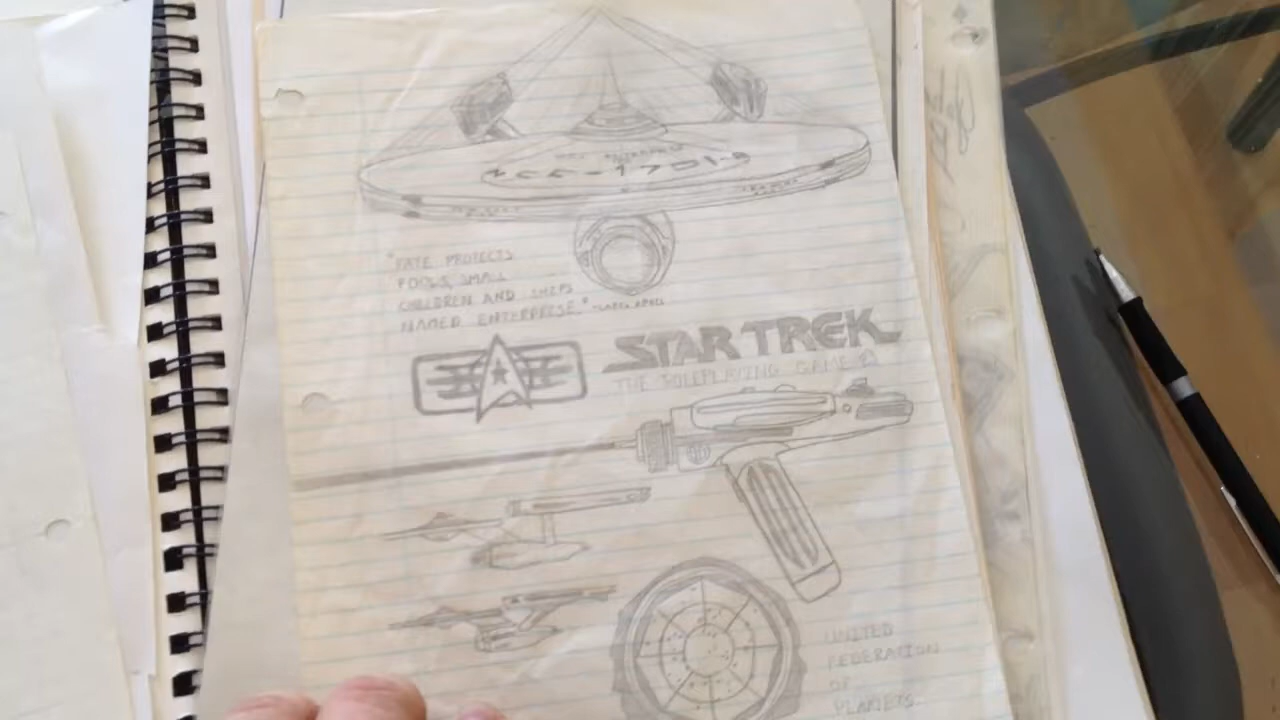 NCC-1701-B
"FATE PROTECTS
FOOLS, SMALL
CHILDREN AND SHIPS
NAMED ENTERPRISE."
STAR TREK
THE ROLEPLAYING GAME
UNITED
FEDERATION
OF
PLANETS